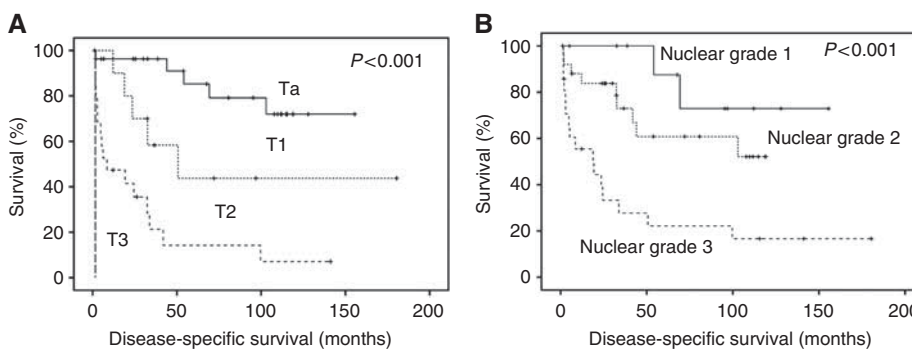 A
100
80
60
40
20
0
Survival (%)
P<0.001
Ta
T1
T2
T3
0 50 100 150 200
Disease-specific survival (months)
B
100
80
60
40
20
0
Survival (%)
Nuclear grade 1
P<0.001
Nuclear grade 2
Nuclear grade 3
0 50 100 150 200
Disease-specific survival (months)